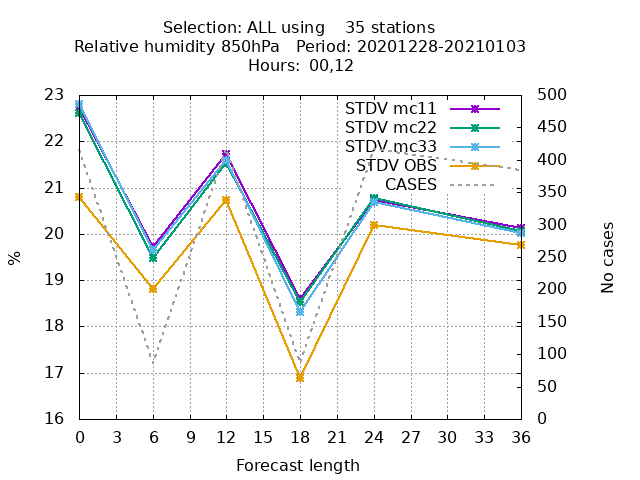 Selection: ALL using    35 stations
Relative humidity 850hPa   Period: 20201228-20210103
Hours: 00,12
STDV mc11
STDV mc22
STDV mc33
STDV OBS
CASES
23
22
21
20
19
18
17
16
%
500
450
400
350
300
250
200
150
100
50
0
No cases
0 3 6 9 12 15 18 21 24 27 30 33 36
Forecast length